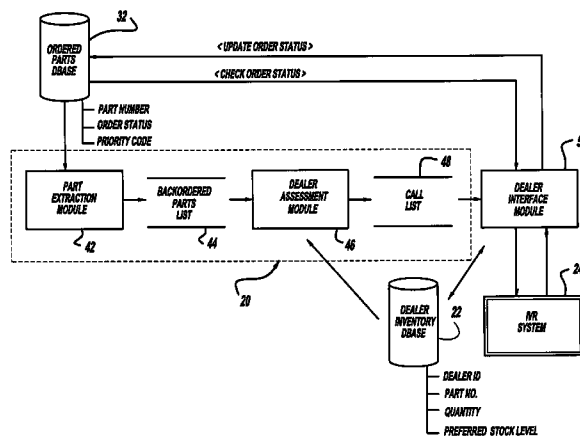 32
ORDERED
PARTS
DBASE
< UPDATE ORDER STATUS >
< CHECK ORDER STATUS >
PART NUMBER
ORDER STATUS
PRIORITY CODE
48
PART
EXTRACTION
MODULE
BACKORDERED
PARTS
LIST
DEALER
ASSESSMENT
MODULE
CALL
LIST
DEALER
INTERFACE
MODULE
42
44
46
20
DEALER
INVENTORY
DBASE
22
24
IVR
SYSTEM
DEALER ID
PART NO.
QUANTITY
PREFERRED STOCK LEVEL